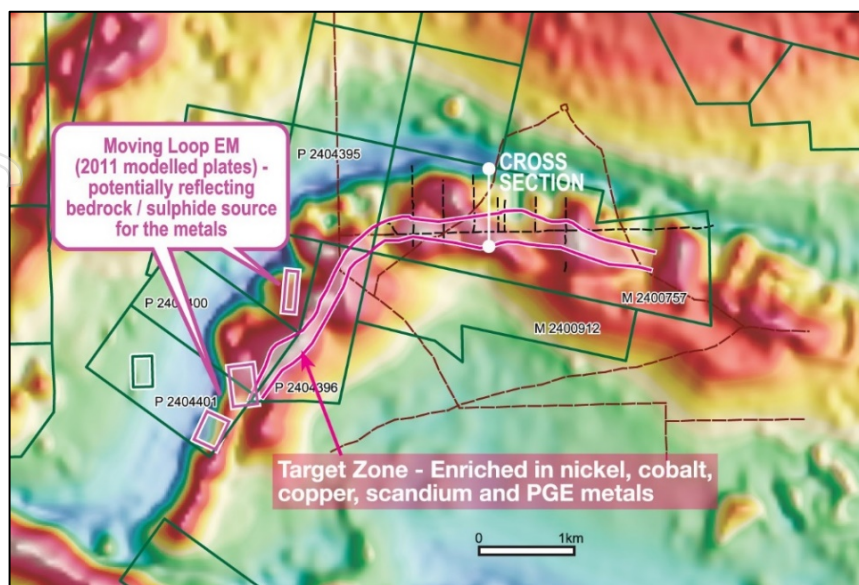 Moving Loop EM
(2011 modelled plates) -
potentially reflecting
bedrock / sulphide source
for the metals
P 2404395
CROSS
SECTION
P 2404400
M 2400757
M 2400912
P 2404396
P 2404401
Target Zone - Enriched in nickel, cobalt,
copper, scandium and PGE metals
0
1km